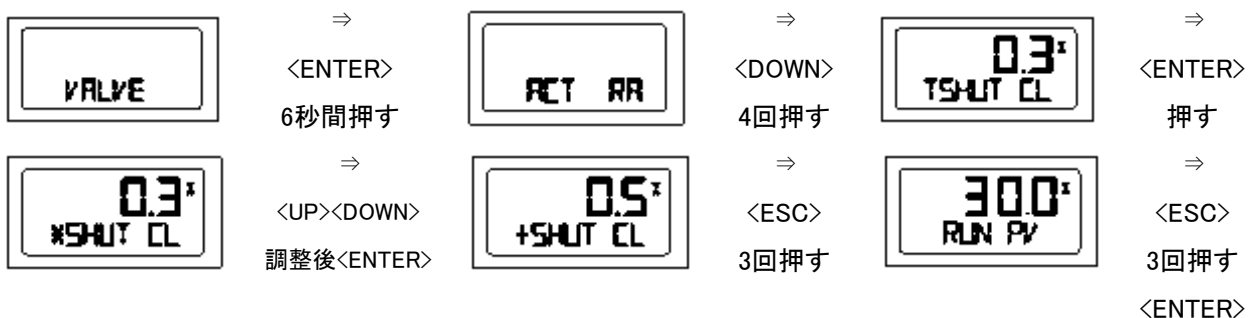 ⇒ ⇒ ⇒
VALVE <ENTER> ACT RA <DOWN> 0.3% TSHUT CL <ENTER>
6秒間押す 4回押す 押す
⇒ ⇒ ⇒
0.3% *SHUT CL <UP><DOWN> 0.5% +SHUT CL <ESC> 30.0% RUN PV <ESC>
調整後<ENTER> 3回押す 3回押す
<ENTER>